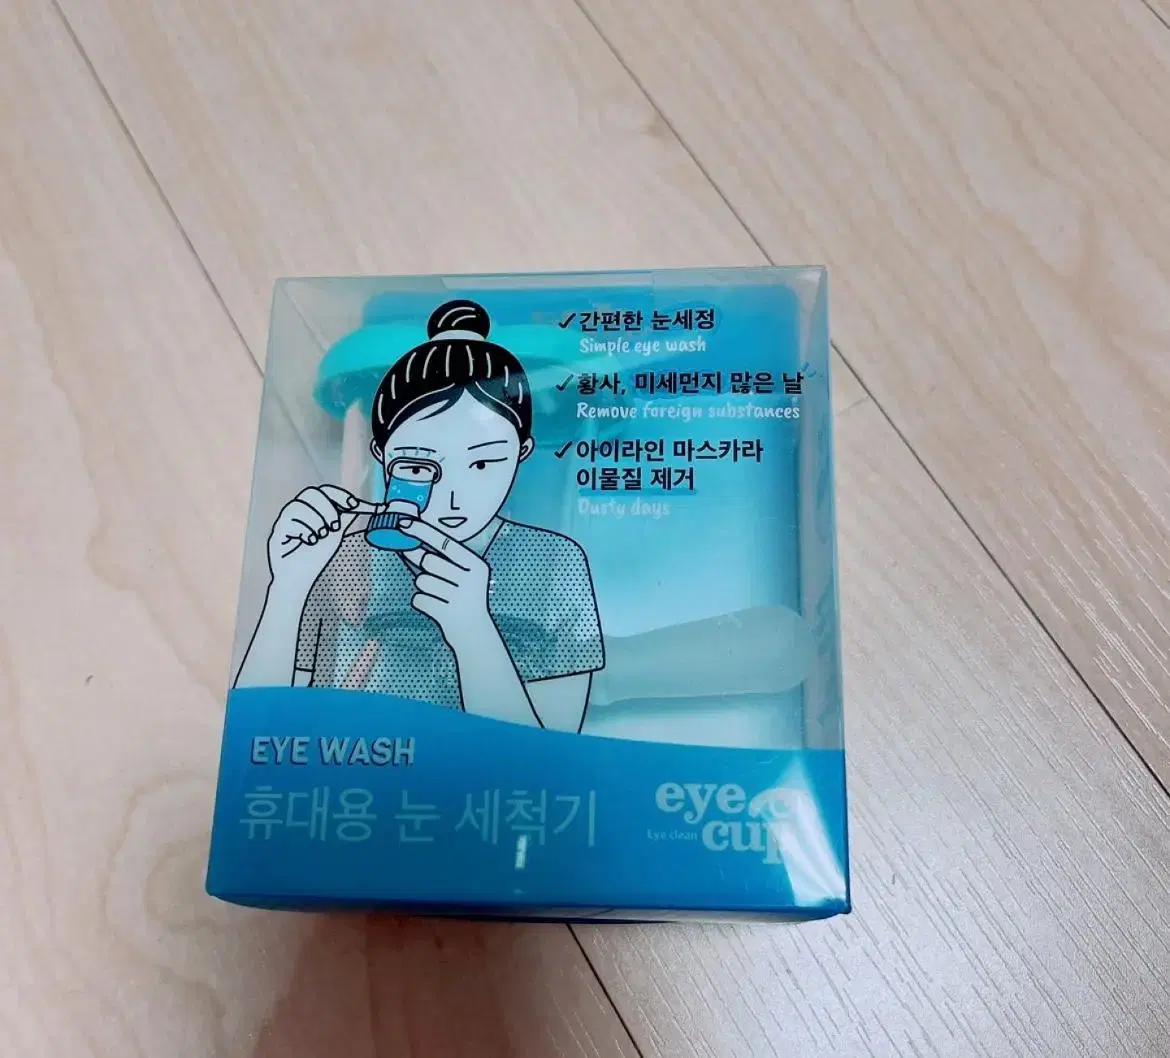 ✓간편한 눈세정
Simple eye wash
✓황사, 미세먼지 많은 날
Remove foreign substances
✓아이라인 마스카라
이물질 제거
Dusty days
EYE WASH
휴대용 눈 세척기
eye
Eye clean cup